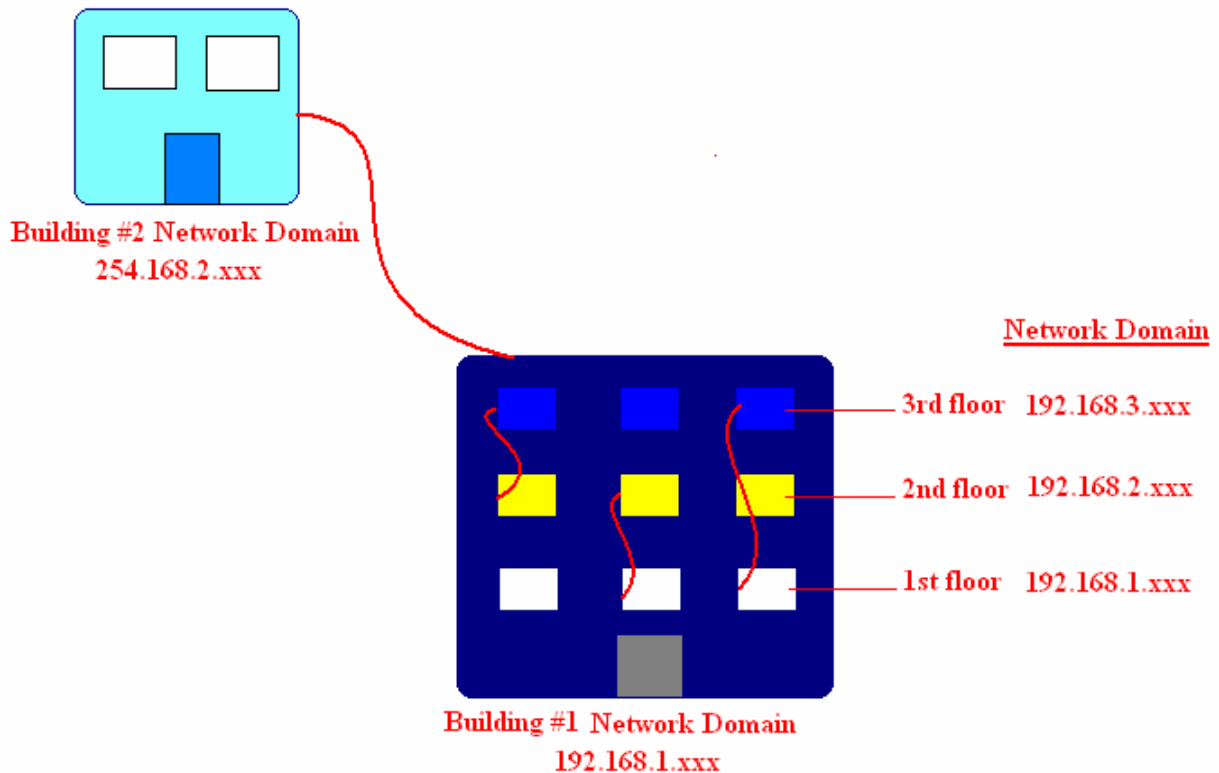 Building #2 Network Domain
254.168.2.xxx
Network Domain
3rd floor 192.168.3.xxx
2nd floor 192.168.2.xxx
1st floor 192.168.1.xxx
Building #1 Network Domain
192.168.1.xxx